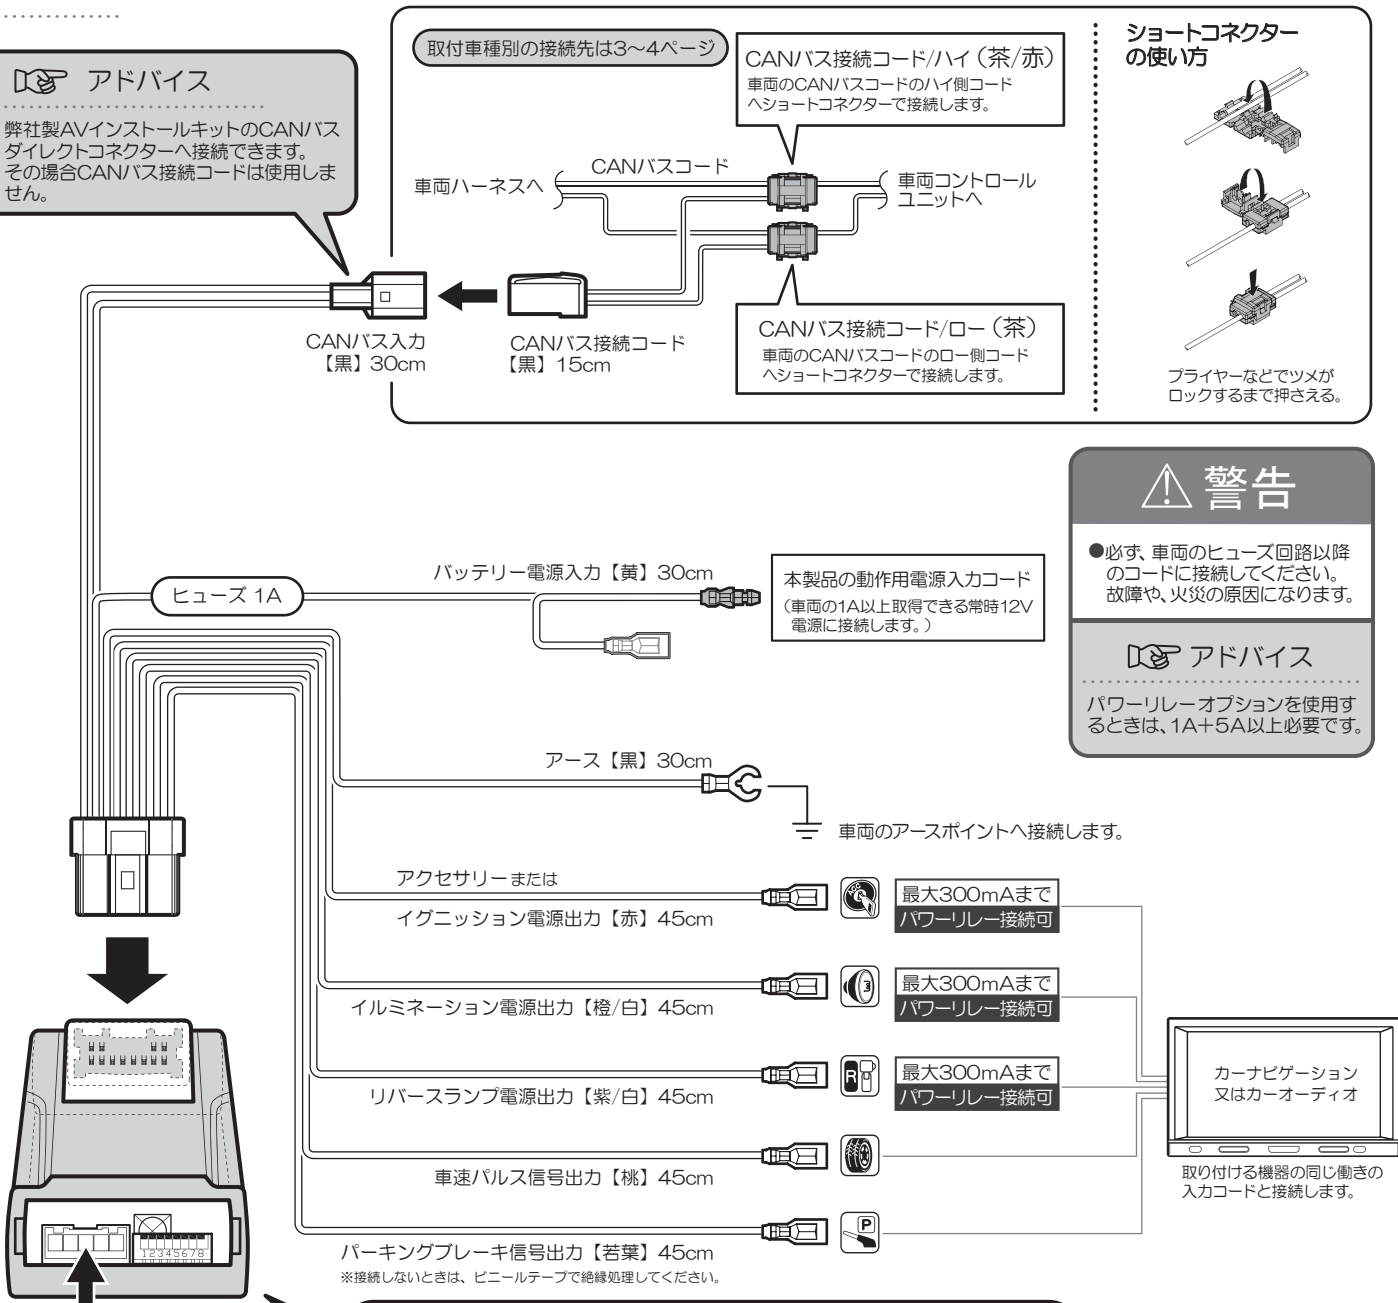 アドバイス
弊社製AVインストールキットのCANバス
ダイレクトコネクターへ接続できます。
その場合CANバス接続コードは使用しま
せん。
取付車種別の接続先は3〜4ページ
CANバス接続コード/ハイ（茶/赤）
車両のCANバスコードのハイ側コード
へショートコネクターで接続します。
車両ハーネスへ
CANバスコード
車両コントロール
ユニットへ
CANバス入力
【黒】30cm
CANバス接続コード
【黒】15cm
CANバス接続コード/ロー（茶）
車両のCANバスコードのロー側コード
へショートコネクターで接続します。
ショートコネクター
の使い方
プライヤーなどでツメが
ロックするまで押さえる。
警告
●必ず、車両のヒューズ回路以降
のコードに接続してください。
故障や、火災の原因になります。
アドバイス
パワーリレーオプションを使用す
るときは、1A＋5A以上必要です。
ヒューズ 1A
バッテリー電源入力【黄】30cm
本製品の動作用電源入力コード
（車両の1A以上取得できる常時12V
電源に接続します。）
アース【黒】30cm
車両のアースポイントへ接続します。
アクセサリーまたは
イグニッション電源出力【赤】45cm
ACC
最大300mAまで
パワーリレー接続可
イルミネーション電源出力【橙/白】45cm
最大300mAまで
パワーリレー接続可
リバースランプ電源出力【紫/白】45cm
R
最大300mAまで
パワーリレー接続可
車速パルス信号出力【桃】45cm
パーキングブレーキ信号出力【若葉】45cm
P
※接続しないときは、ビニールテープで絶縁処理してください。
カーナビゲーション
又はカーオーディオ
取り付ける機器の同じ働きの
入力コードと接続します。
12345678